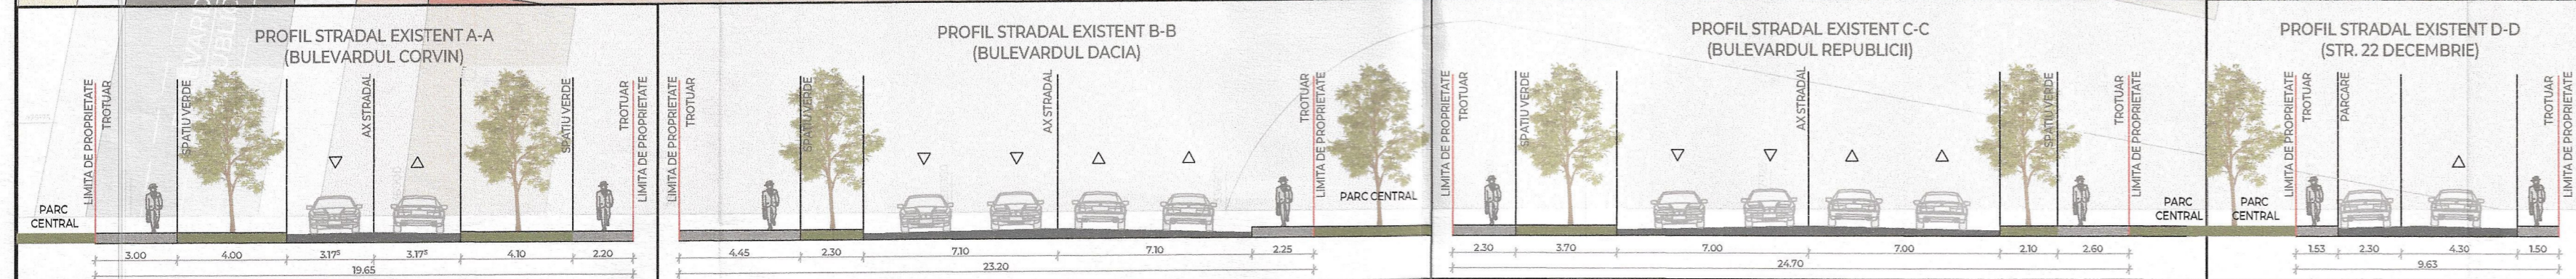 PROFIL STRADAL EXISTENT A-A
(BULEVARDUL CORVIN)
LIMITA DE PROPRIETATE
TROTUAR
SPATIU VERDE
AX STRADAL
SPATIU VERDE
TROTUAR
LIMITA DE PROPRIETATE
PARC
CENTRAL
3.00 4.00 3.17⁵ 3.17⁵ 4.10 2.20
19.65
PROFIL STRADAL EXISTENT B-B
(BULEVARDUL DACIA)
LIMITA DE PROPRIETATE
TROTUAR
SPATIU VERDE
AX STRADAL
TROTUAR
LIMITA DE PROPRIETATE
PARC CENTRAL
4.45 2.30 7.10 7.10 2.25
23.20
PROFIL STRADAL EXISTENT C-C
(BULEVARDUL REPUBLICII)
LIMITA DE PROPRIETATE
TROTUAR
SPATIU VERDE
AX STRADAL
SPATIU VERDE
TROTUAR
LIMITA DE PROPRIETATE
PARC
CENTRAL
2.30 3.70 7.00 7.00 2.10 2.60
24.70
PROFIL STRADAL EXISTENT D-D
(STR. 22 DECEMBRIE)
PARC
CENTRAL
LIMITA DE PROPRIETATE
TROTUAR
PARCARE
TROTUAR
LIMITA DE PROPRIETATE
1.53 2.30 4.30 1.50
9.63